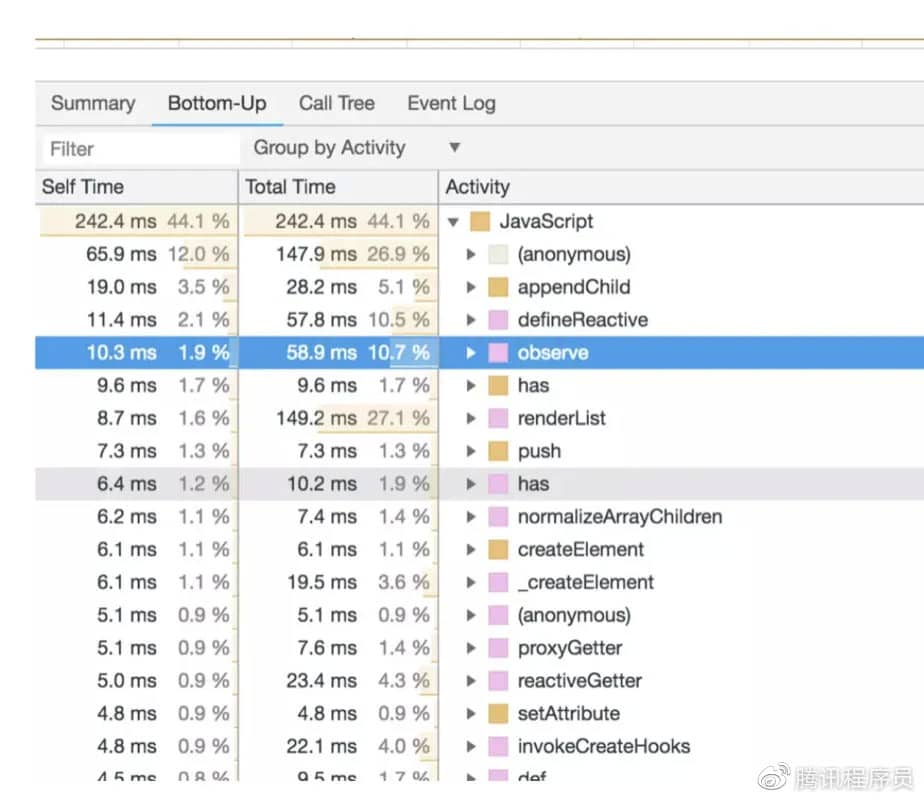 Summary Bottom-Up Call Tree Event Log
Filter Group by Activity ▼
Self Time Total Time Activity
242.4 ms 44.1 % 242.4 ms 44.1 % ▼ JavaScript
65.9 ms 12.0 % 147.9 ms 26.9 % ▶ (anonymous)
19.0 ms 3.5 % 28.2 ms 5.1 % ▶ appendChild
11.4 ms 2.1 % 57.8 ms 10.5 % ▶ defineReactive
10.3 ms 1.9 % 58.9 ms 10.7 % ▶ observe
9.6 ms 1.7 % 9.6 ms 1.7 % ▶ has
8.7 ms 1.6 % 149.2 ms 27.1 % ▶ renderList
7.3 ms 1.3 % 7.3 ms 1.3 % ▶ push
6.4 ms 1.2 % 10.2 ms 1.9 % ▶ has
6.2 ms 1.1 % 7.4 ms 1.4 % ▶ normalizeArrayChildren
6.1 ms 1.1 % 6.1 ms 1.1 % ▶ createElement
6.1 ms 1.1 % 19.5 ms 3.6 % ▶ _createElement
5.1 ms 0.9 % 5.1 ms 0.9 % ▶ (anonymous)
5.1 ms 0.9 % 7.6 ms 1.4 % ▶ proxyGetter
5.0 ms 0.9 % 23.4 ms 4.3 % ▶ reactiveGetter
4.8 ms 0.9 % 4.8 ms 0.9 % ▶ setAttribute
4.8 ms 0.9 % 22.1 ms 4.0 % ▶ invokeCreateHooks
4.5 ms 0.8 % 9.5 ms 1.7 % ▶ def
@腾讯程序员